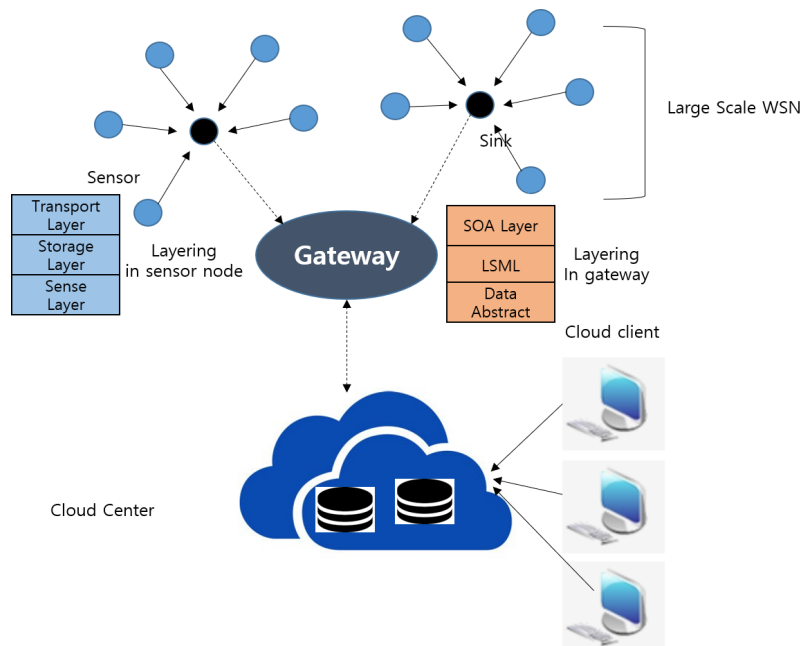 Large Scale WSN
Sink
Sensor
Transport
Layer
Storage
Layer
Sense
Layer
Layering
in sensor node
Gateway
SOA Layer
LSML
Data
Abstract
Layering
In gateway
Cloud client
Cloud Center